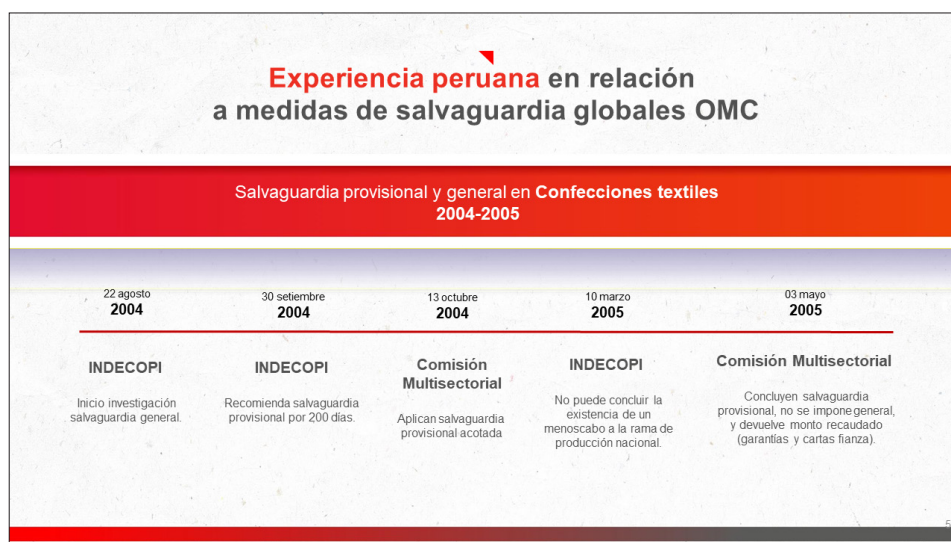 Experiencia peruana en relación
a medidas de salvaguardia globales OMC
Salvaguardia provisional y general en Confecciones textiles
2004-2005
22 agosto
2004
INDECOPI
Inicio investigación
salvaguardia general.
30 setiembre
2004
INDECOPI
Recomienda salvaguardia
provisional por 200 días.
13 octubre
2004
Comisión
Multisectorial
Aplican salvaguardia
provisional acotada
10 marzo
2005
INDECOPI
No puede concluir la
existencia de un
menoscabo a la rama de
producción nacional.
03 mayo
2005
Comisión Multisectorial
Concluyen salvaguardia
provisional, no se impone general,
y devuelve monto recaudado
(garantías y cartas fianza).
5